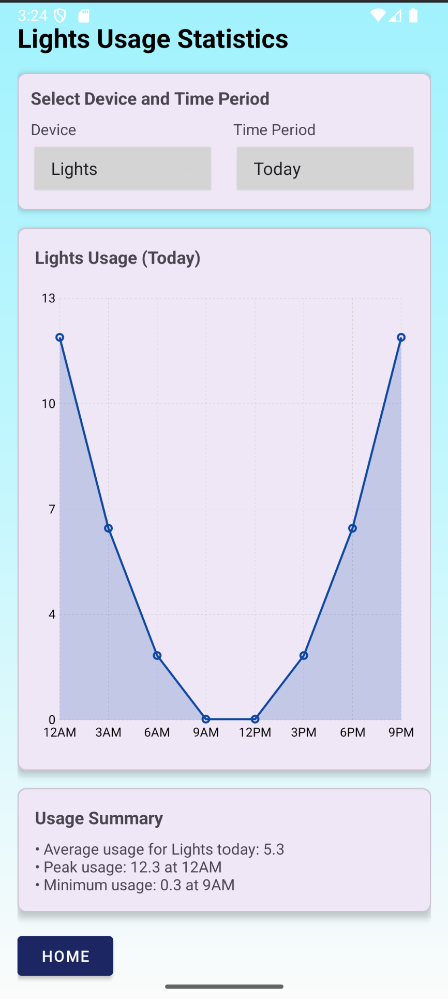 3:24
Lights Usage Statistics
Select Device and Time Period
Device Time Period
Lights Today
Lights Usage (Today)
13
10
7
4
0
12AM 3AM 6AM 9AM 12PM 3PM 6PM 9PM
Usage Summary
• Average usage for Lights today: 5.3
• Peak usage: 12.3 at 12AM
• Minimum usage: 0.3 at 9AM
HOME